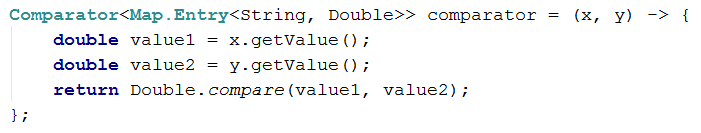 Comparator<Map.Entry<String, Double>> comparator = (x, y) -> {
    double value1 = x.getValue();
    double value2 = y.getValue();
    return Double.compare(value1, value2);
};